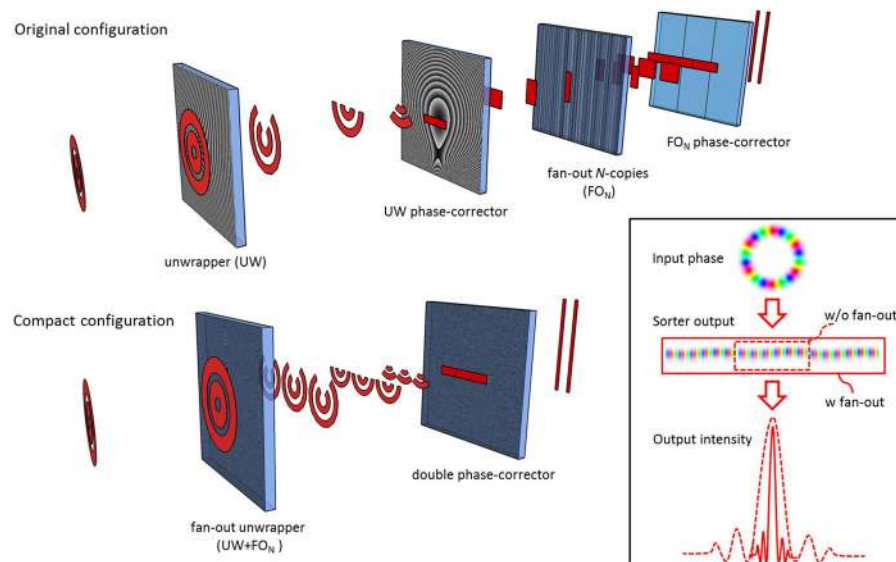 Original configuration
unwrapper (UW)
UW phase-corrector
fan-out N-copies
(FO_N)
FO_N phase-corrector
Compact configuration
fan-out unwrapper
(UW+FO_N )
double phase-corrector
Input phase
Sorter output
w/o fan-out
w fan-out
Output intensity